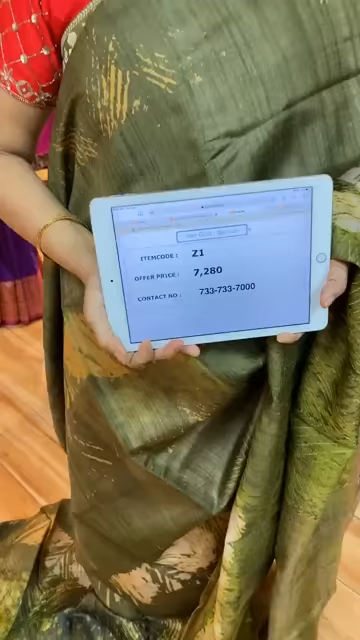 ITEMCODE : Z1
OFFER PRICE : 7,280
CONTACT NO : 733-733-7000